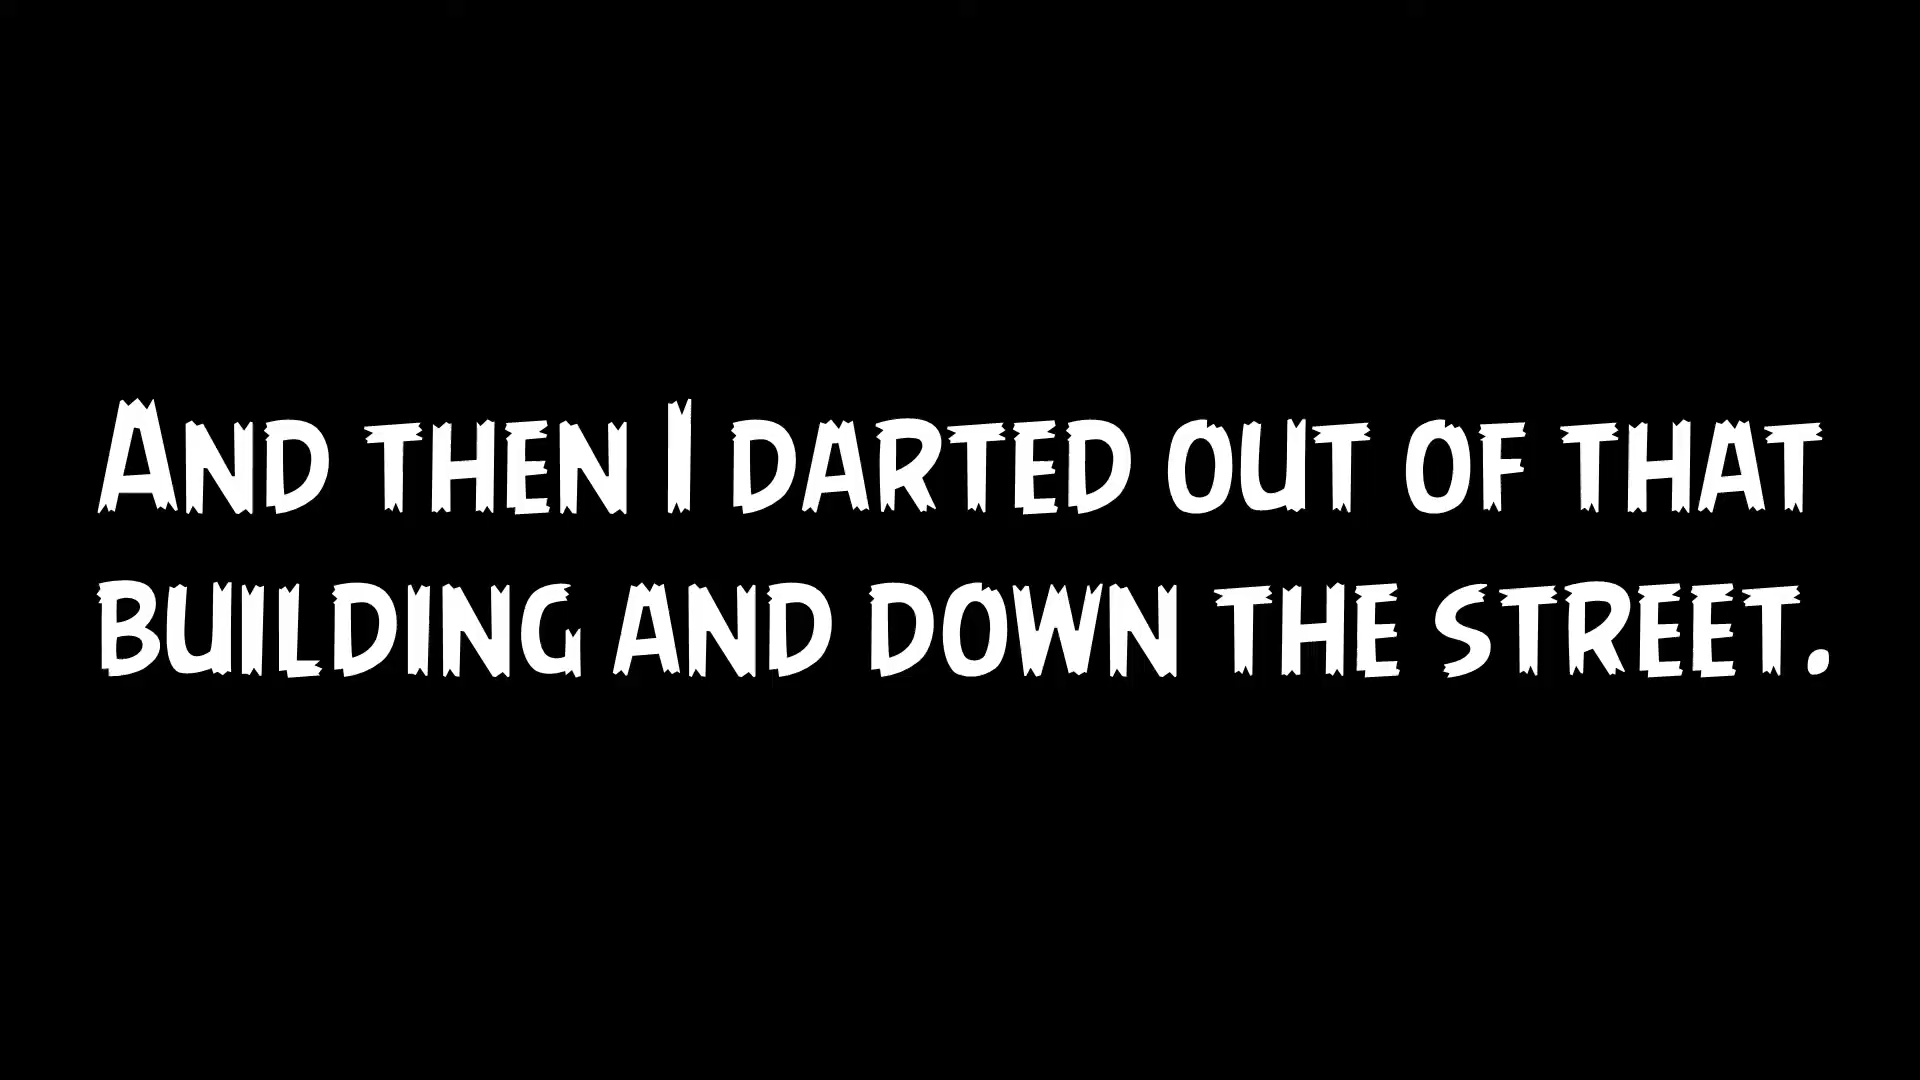 And then I darted out of that
building and down the street.